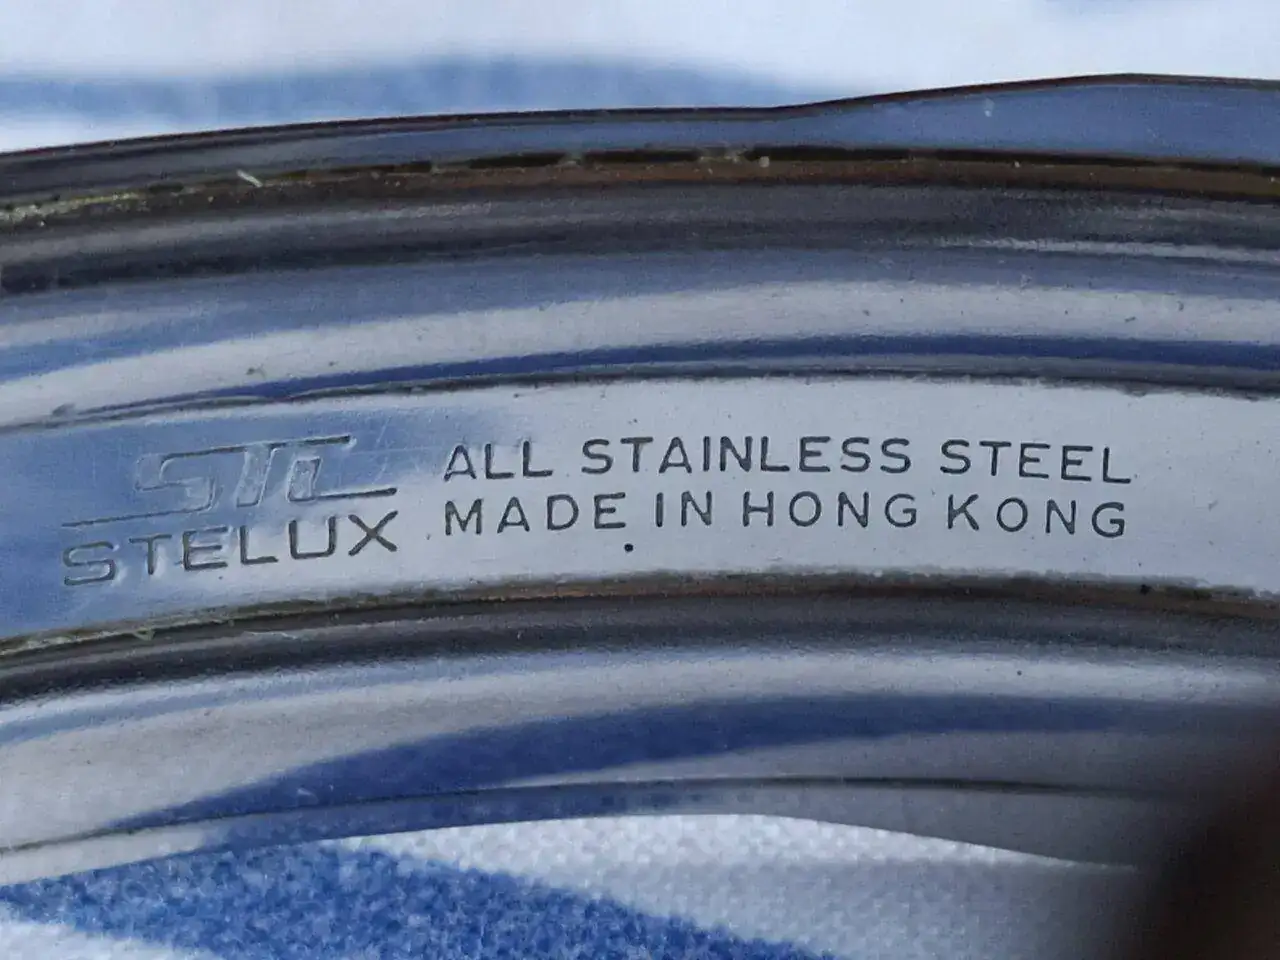 STL
STELUX
ALL STAINLESS STEEL
MADE IN HONG KONG